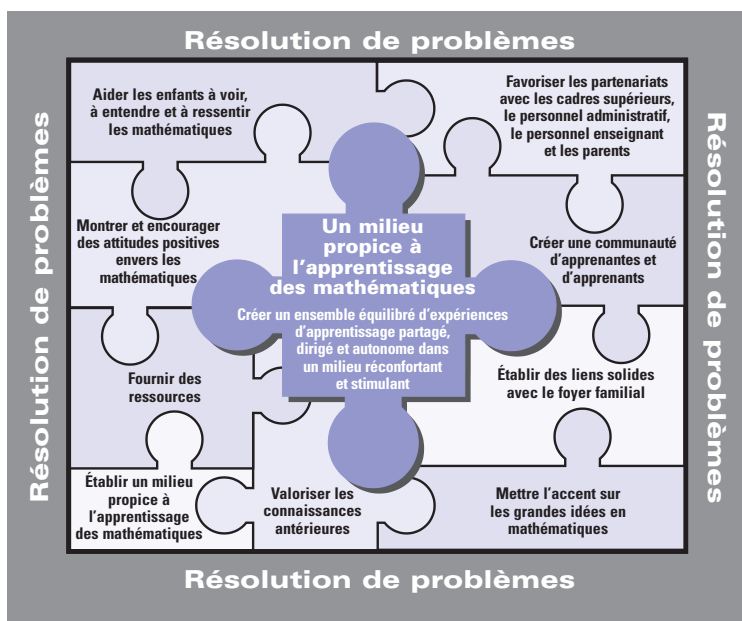 Résolution de problèmes
Résolution de problèmes
Aider les enfants à voir,
à entendre et à ressentir
les mathématiques
Favoriser les partenariats
avec les cadres supérieurs,
le personnel administratif,
le personnel enseignant
et les parents
Montrer et encourager
des attitudes positives
envers les
mathématiques
Un milieu
propice à
l'apprentissage
des mathématiques
Créer un ensemble équilibré d'expériences
d'apprentissage partagé,
dirigé et autonome dans
un milieu réconfortant
et stimulant
Créer une communauté
d'apprenantes et
d'apprenants
Fournir des
ressources
Établir des liens solides
avec le foyer familial
Établir un milieu
propice à
l'apprentissage
des mathématiques
Valoriser les
connaissances
antérieures
Mettre l'accent sur
les grandes idées en
mathématiques
Résolution de problèmes
Résolution de problèmes